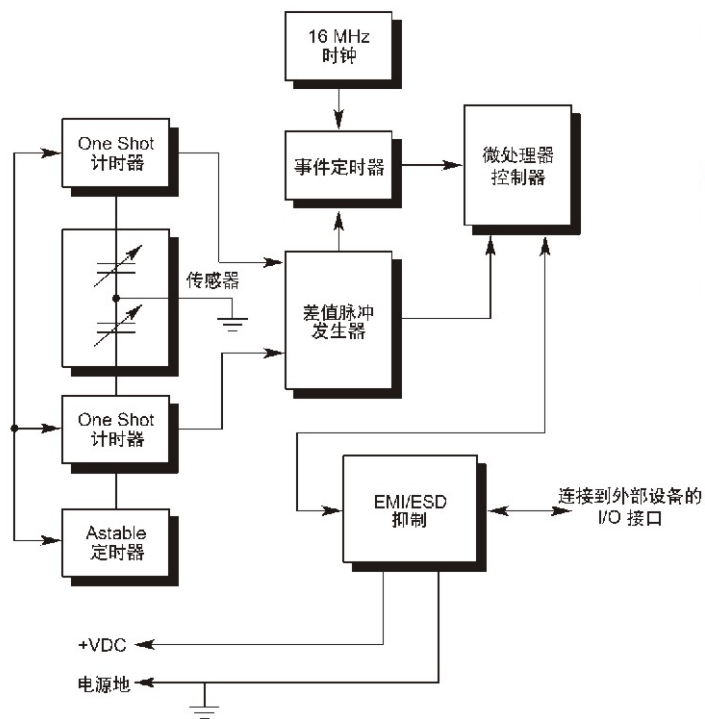 16 MHz
时钟
One Shot
计时器
事件定时器
微处理器
控制器
传感器
差值脉冲
发生器
One Shot
计时器
Astable
定时器
EMI/ESD
抑制
连接到外部设备的
I/O 接口
+VDC
电源地